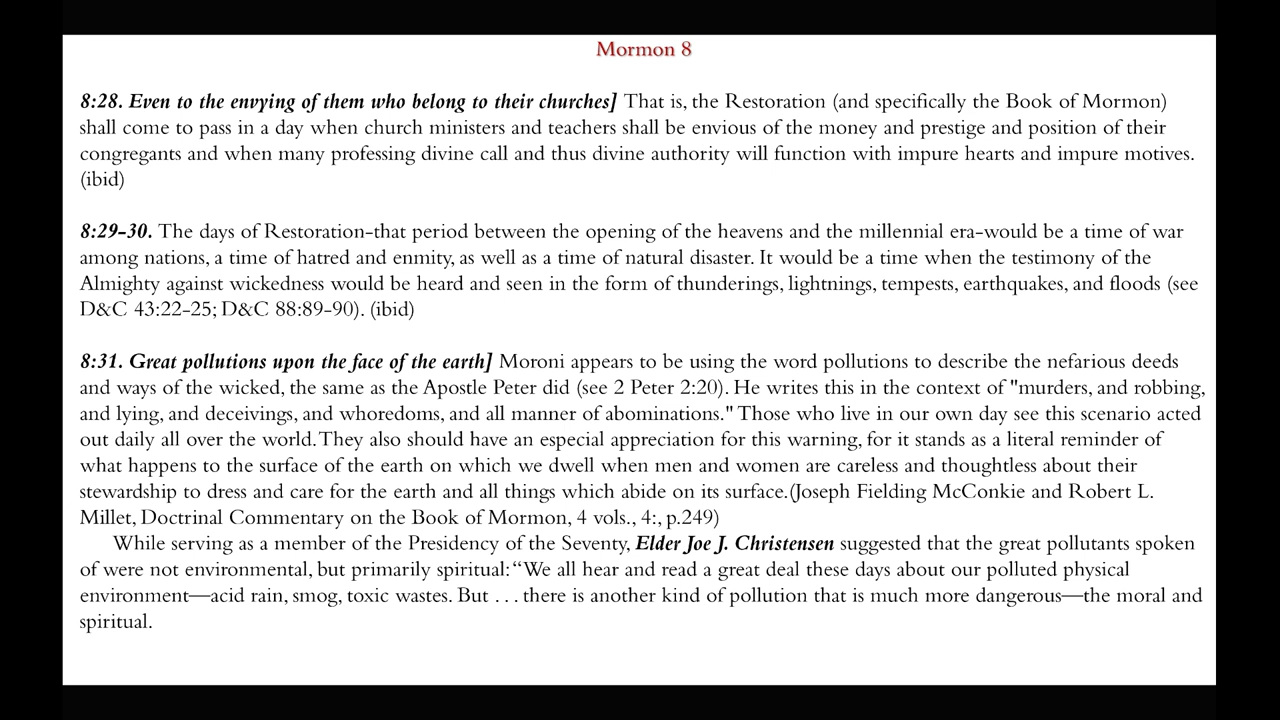 Mormon 8
8:28. Even to the envying of them who belong to their churches] That is, the Restoration (and specifically the Book of Mormon)
shall come to pass in a day when church ministers and teachers shall be envious of the money and prestige and position of their
congregants and when many professing divine call and thus divine authority will function with impure hearts and impure motives.
(ibid)
8:29-30. The days of Restoration-that period between the opening of the heavens and the millennial era-would be a time of war
among nations, a time of hatred and enmity, as well as a time of natural disaster. It would be a time when the testimony of the
Almighty against wickedness would be heard and seen in the form of thunderings, lightnings, tempests, earthquakes, and floods (see
D&C 43:22-25; D&C 88:89-90). (ibid)
8:31. Great pollutions upon the face of the earth] Moroni appears to be using the word pollutions to describe the nefarious deeds
and ways of the wicked, the same as the Apostle Peter did (see 2 Peter 2:20). He writes this in the context of "murders, and robbing,
and lying, and deceivings, and whoredoms, and all manner of abominations." Those who live in our own day see this scenario acted
out daily all over the world.They also should have an especial appreciation for this warning, for it stands as a literal reminder of
what happens to the surface of the earth on which we dwell when men and women are careless and thoughtless about their
stewardship to dress and care for the earth and all things which abide on its surface.(Joseph Fielding McConkie and Robert L.
Millet, Doctrinal Commentary on the Book of Mormon, 4 vols., 4:, p.249)
While serving as a member of the Presidency of the Seventy, Elder Joe J. Christensen suggested that the great pollutants spoken
of were not environmental, but primarily spiritual:“We all hear and read a great deal these days about our polluted physical
environment—acid rain, smog, toxic wastes. But . . . there is another kind of pollution that is much more dangerous—the moral and
spiritual.